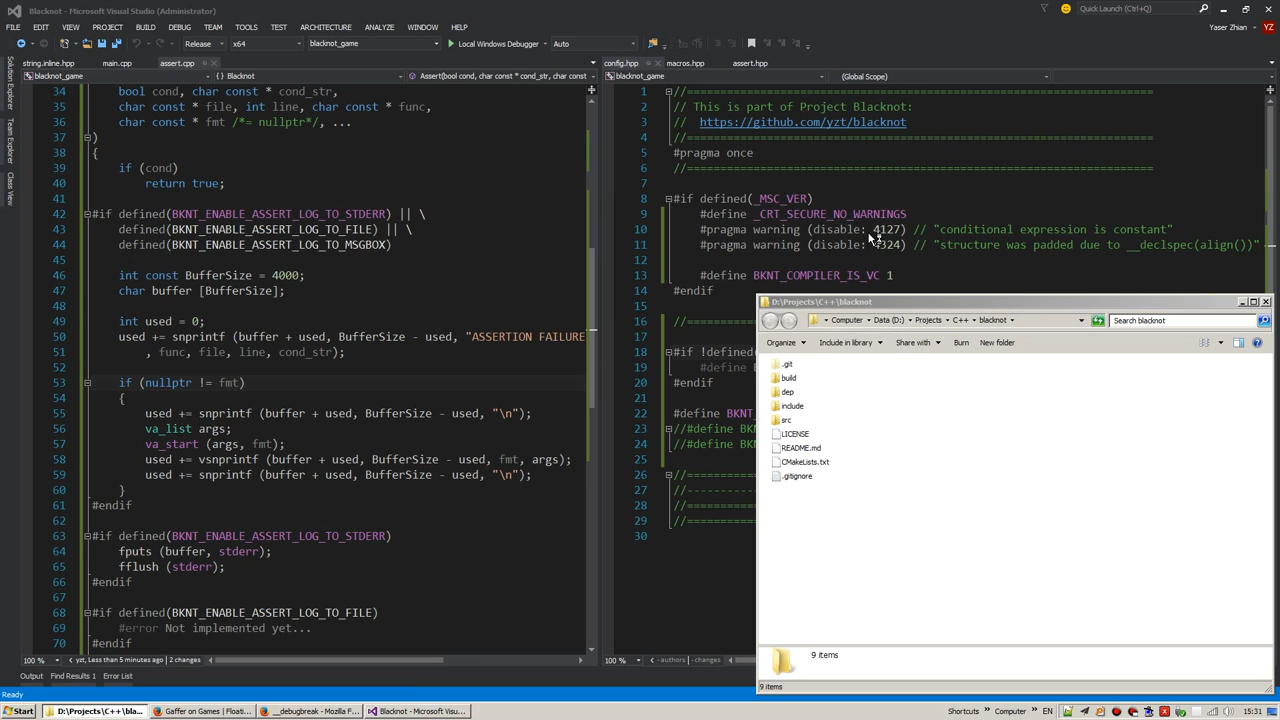 Blacknot - Microsoft Visual Studio
Quick Launch (Ctrl+Q)
FILE EDIT VIEW PROJECT BUILD DEBUG TEAM TOOLS TEST ARCHITECTURE ANALYZE WINDOW HELP
Yaser Zhian YZ
Release x64 blacknot_game Local Windows Debugger Auto
Solution Explorer
Team Explorer
Class View
string.inline.hpp main.cpp assert.cpp
blacknot_game Blacknot Assert(bool cond, char const * cond_str, char const
34 bool cond, char const * cond_str,
35 char const * file, int line, char const * func,
36 char const * fmt /*= nullptr*/, ...
37 )
38 {
39 if (cond)
40 return true;
41
42 #if defined(BKNT_ENABLE_ASSERT_LOG_TO_STDERR) || \
43 defined(BKNT_ENABLE_ASSERT_LOG_TO_FILE) || \
44 defined(BKNT_ENABLE_ASSERT_LOG_TO_MSGBOX)
45
46 int const BufferSize = 4000;
47 char buffer [BufferSize];
48
49 int used = 0;
50 used += snprintf (buffer + used, BufferSize - used, "ASSERTION FAILURE
51 , func, file, line, cond_str);
52
53 if (nullptr != fmt)
54 {
55 used += snprintf (buffer + used, BufferSize - used, "\n");
56 va_list args;
57 va_start (args, fmt);
58 used += vsnprintf (buffer + used, BufferSize - used, fmt, args);
59 used += snprintf (buffer + used, BufferSize - used, "\n");
60 }
61 #endif
62
63 #if defined(BKNT_ENABLE_ASSERT_LOG_TO_STDERR)
64 fputs (buffer, stderr);
65 fflush (stderr);
66 #endif
67
68 #if defined(BKNT_ENABLE_ASSERT_LOG_TO_FILE)
69 #error Not implemented yet...
70 #endif
100 % yzt, Less than 5 minutes ago | 2 changes
config.hpp macros.hpp assert.hpp
blacknot_game (Global Scope)
1 //===========================================================================
2 // This is part of Project Blacknot:
3 // https://github.com/yzt/blacknot
4 //===========================================================================
5 #pragma once
6 //===========================================================================
7
8 #if defined(_MSC_VER)
9 #define _CRT_SECURE_NO_WARNINGS
10 #pragma warning (disable: 4127) // "conditional expression is constant"
11 #pragma warning (disable: 324) // "structure was padded due to __declspec(align())"
12
13 #define BKNT_COMPILER_IS_VC 1
14 #endif
15
16 //=========
17
18 #if !defined(
19 #define B
20 #endif
21
22 #define BKNT_
23 //#define BKN
24 //#define BKN
25
26 //=========
27 //---------
28 //=========
29 //=========
30
100 % - authors | - changes
D:\Projects\C++\blacknot
Computer Data (D:) Projects C++ blacknot
Search blacknot
Organize Include in library Share with Burn New folder
.git
build
dep
include
src
LICENSE
README.md
CMakeLists.txt
.gitignore
9 items
9 items
Output Find Results 1 Error List
Ready
Start D:\Projects\C++\bla... Gaffer on Games | Floati... __debugbreak - Mozilla F... Blacknot - Microsoft Vis... Shortcuts Computer EN 15:31